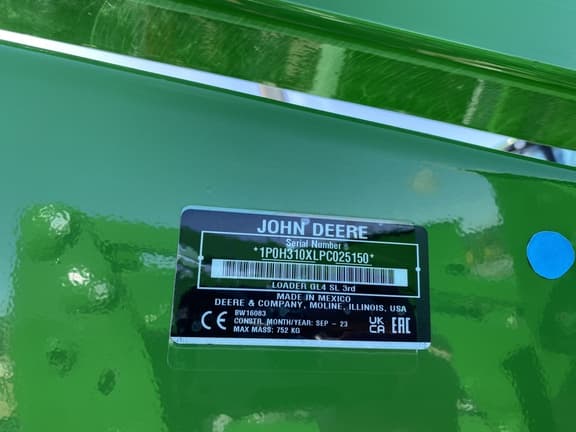 JOHN DEERE
Serial Number
*1P0H310XLPC025150*
LOADER GL4 SL 3rd
MADE IN MEXICO
DEERE & COMPANY, MOLINE, ILLINOIS, USA
BW16083
CE CONSTR. MONTH/YEAR: SEP - 23 UK CA EAC
MAX MASS: 752 KG